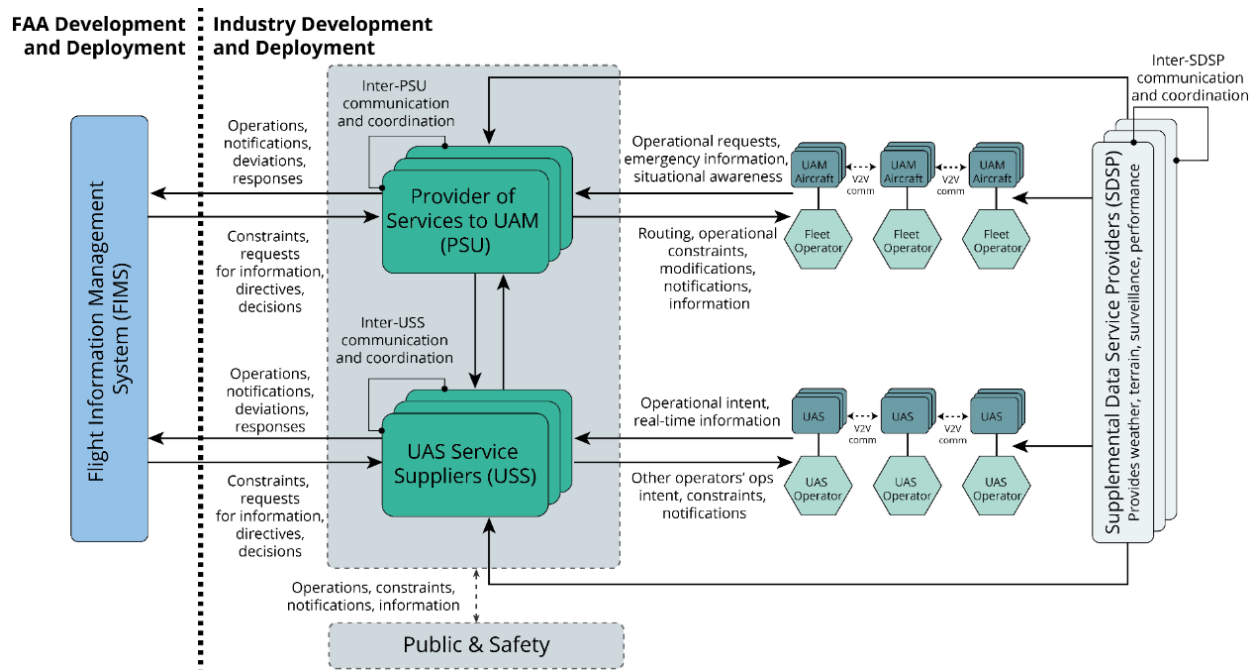 FAA Development
and Deployment
Industry Development
and Deployment
Flight Information Management
System (FIMS)
Operations,
notifications,
deviations,
responses
Constraints,
requests
for information,
directives,
decisions
Operations,
notifications,
deviations,
responses
Constraints,
requests
for information,
directives,
decisions
Inter-PSU
communication
and coordination
Provider of
Services to UAM
(PSU)
Inter-USS
communication
and coordination
UAS Service
Suppliers (USS)
Operations, constraints,
notifications, information
Public & Safety
Operational requests,
emergency information,
situational awareness
Routing, operational
constraints,
modifications,
notifications,
information
Operational intent,
real-time information
Other operators' ops
intent, constraints,
notifications
UAM
Aircraft
V2V
comm
UAM
Aircraft
V2V
comm
UAM
Aircraft
Fleet
Operator
Fleet
Operator
Fleet
Operator
UAS
V2V
comm
UAS
V2V
comm
UAS
UAS
Operator
UAS
Operator
UAS
Operator
Inter-SDSP
communication
and coordination
Supplemental Data Service Providers (SDSP)
Provides weather, terrain, surveillance, performance